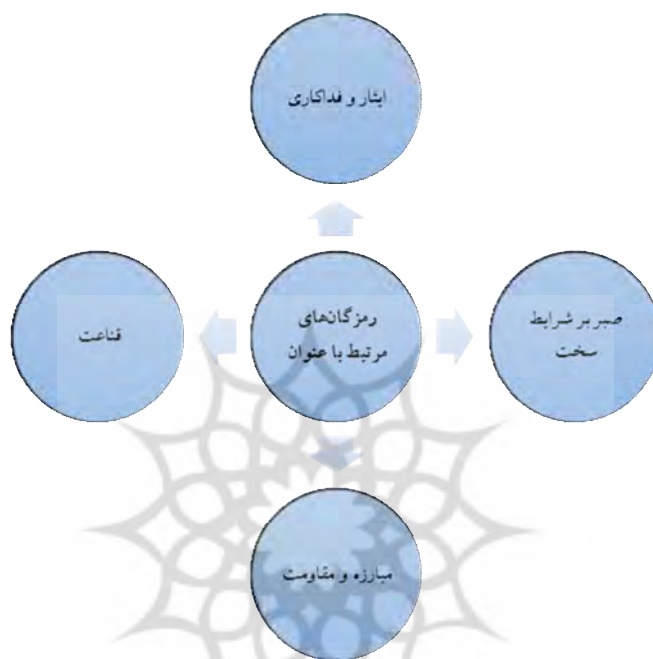 ایثار و فداکاری
صبر بر شرایط
سخت
رمزگان‌های
مرتبط با عنوان
قناعت
مبارزه و مقاومت